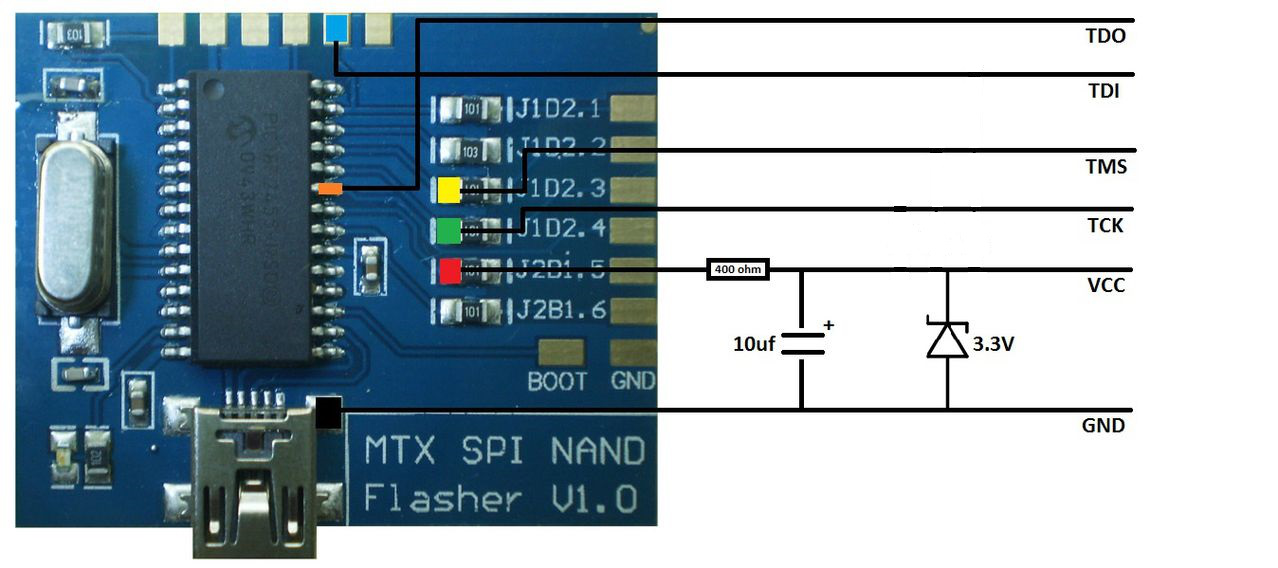 TDO
TDI
TMS
TCK
VCC
GND
400 ohm
10uf
+
3.3V
103
101
J1D2.1
103
J1D2.2
J1D2.3
J1D2.4
J2B1.5
101
J2B1.6
BOOT
GND
102
MTX SPI NAND
Flasher V1.0